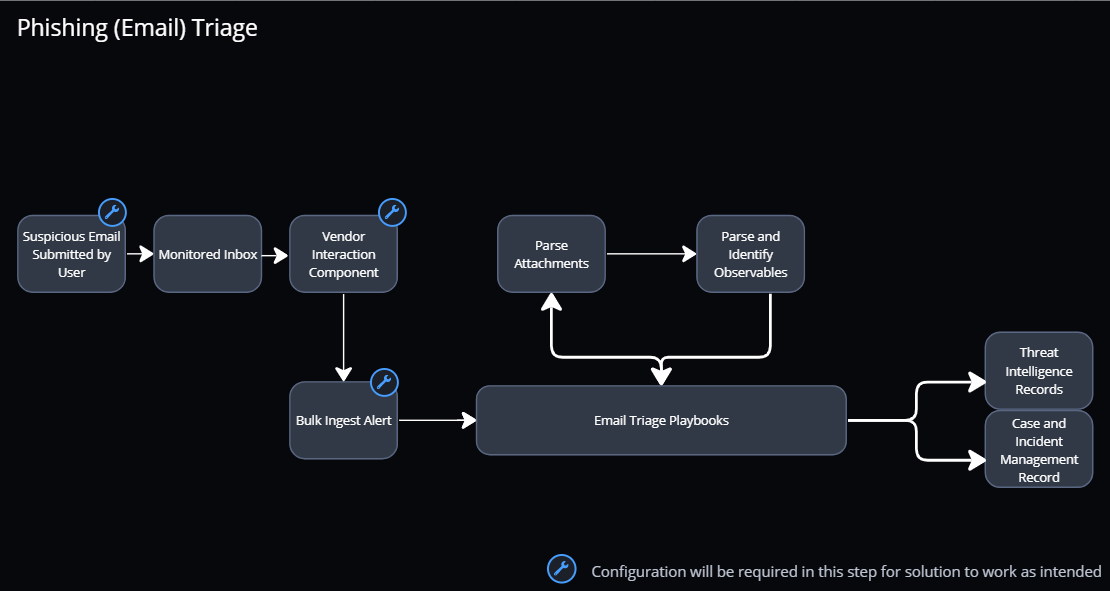 Phishing (Email) Triage
Suspicious Email
Submitted by
User
Monitored Inbox
Vendor
Interaction
Component
Parse
Attachments
Parse and
Identify
Observables
Bulk Ingest Alert
Email Triage Playbooks
Threat
Intelligence
Records
Case and
Incident
Management
Record
Configuration will be required in this step for solution to work as intended